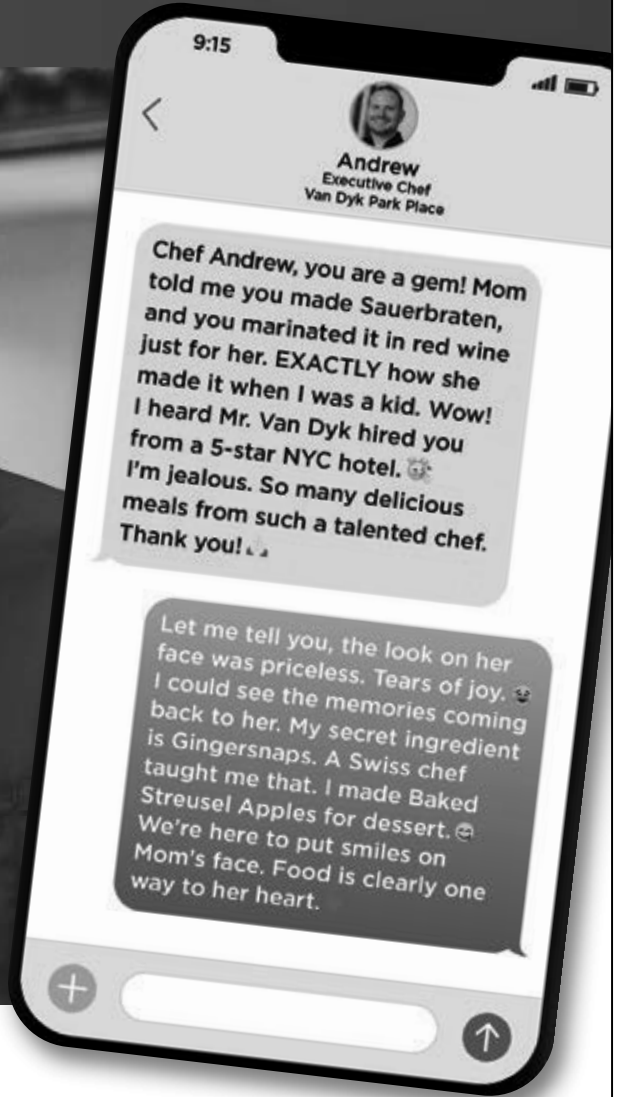 9:15
Andrew
Executive Chef
Van Dyk Park Place
Chef Andrew, you are a gem! Mom
told me you made Sauerbraten,
and you marinated it in red wine
just for her. EXACTLY how she
made it when I was a kid. Wow!
I heard Mr. Van Dyk hired you
from a 5-star NYC hotel.
I'm jealous. So many delicious
meals from such a talented chef.
Thank you!
Let me tell you, the look on her
face was priceless. Tears of joy.
I could see the memories coming
back to her. My secret ingredient
is Gingersnaps. A Swiss chef
taught me that. I made Baked
Streusel Apples for dessert.
We're here to put smiles on
Mom's face. Food is clearly one
way to her heart.